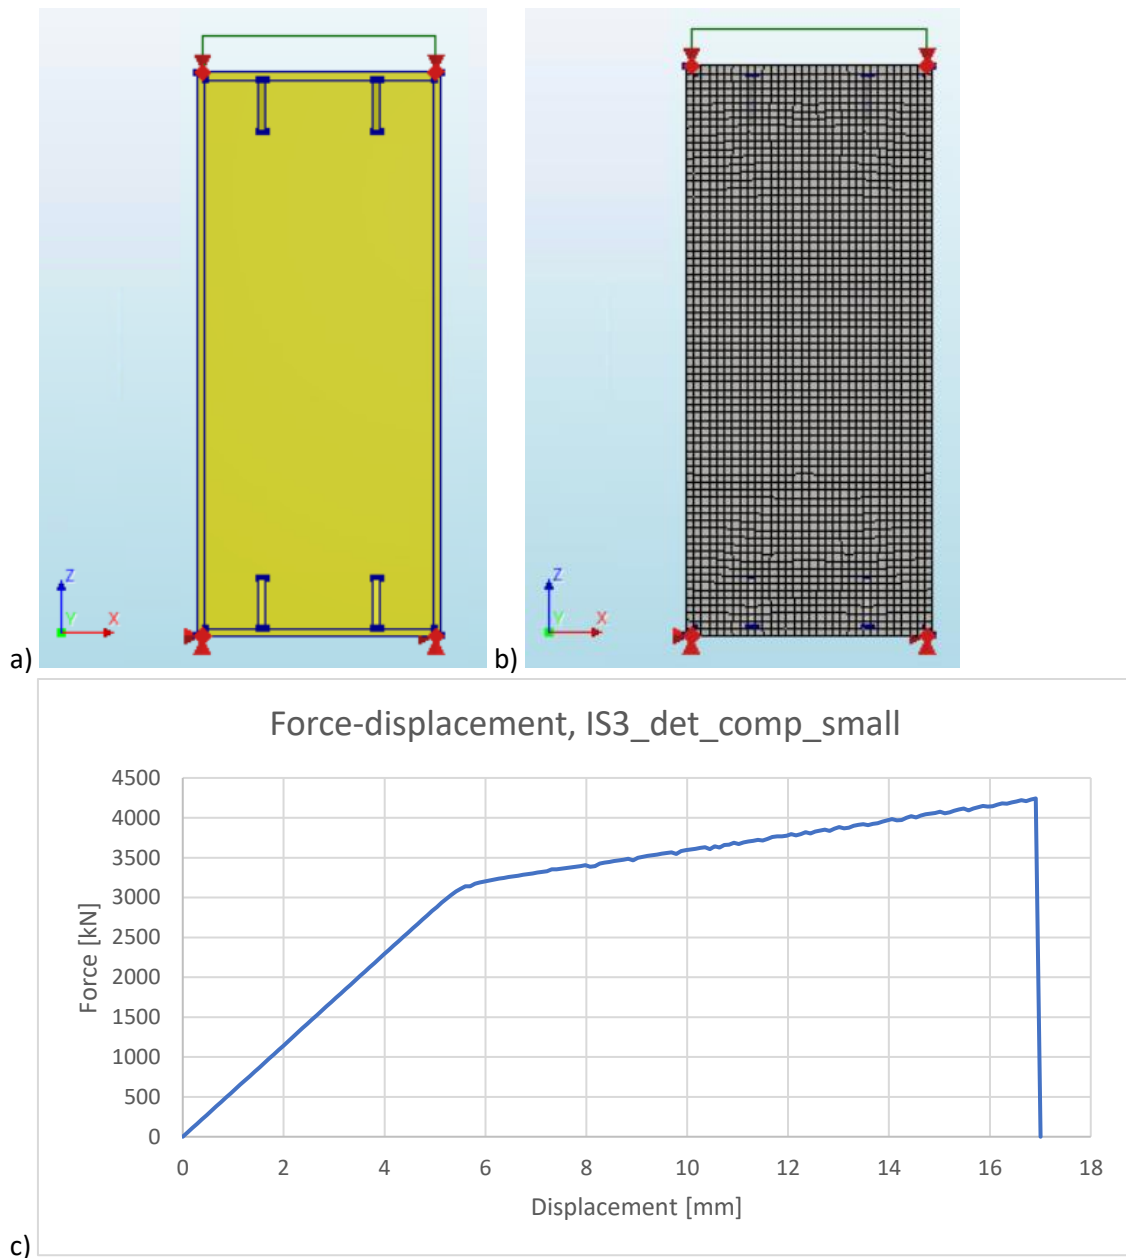 Z
Y
X
a)
Z
Y
X
b)
Force-displacement, IS3_det_comp_small
Force [kN]
4500
4000
3500
3000
2500
2000
1500
1000
500
0
0 2 4 6 8 10 12 14 16 18
Displacement [mm]
c)